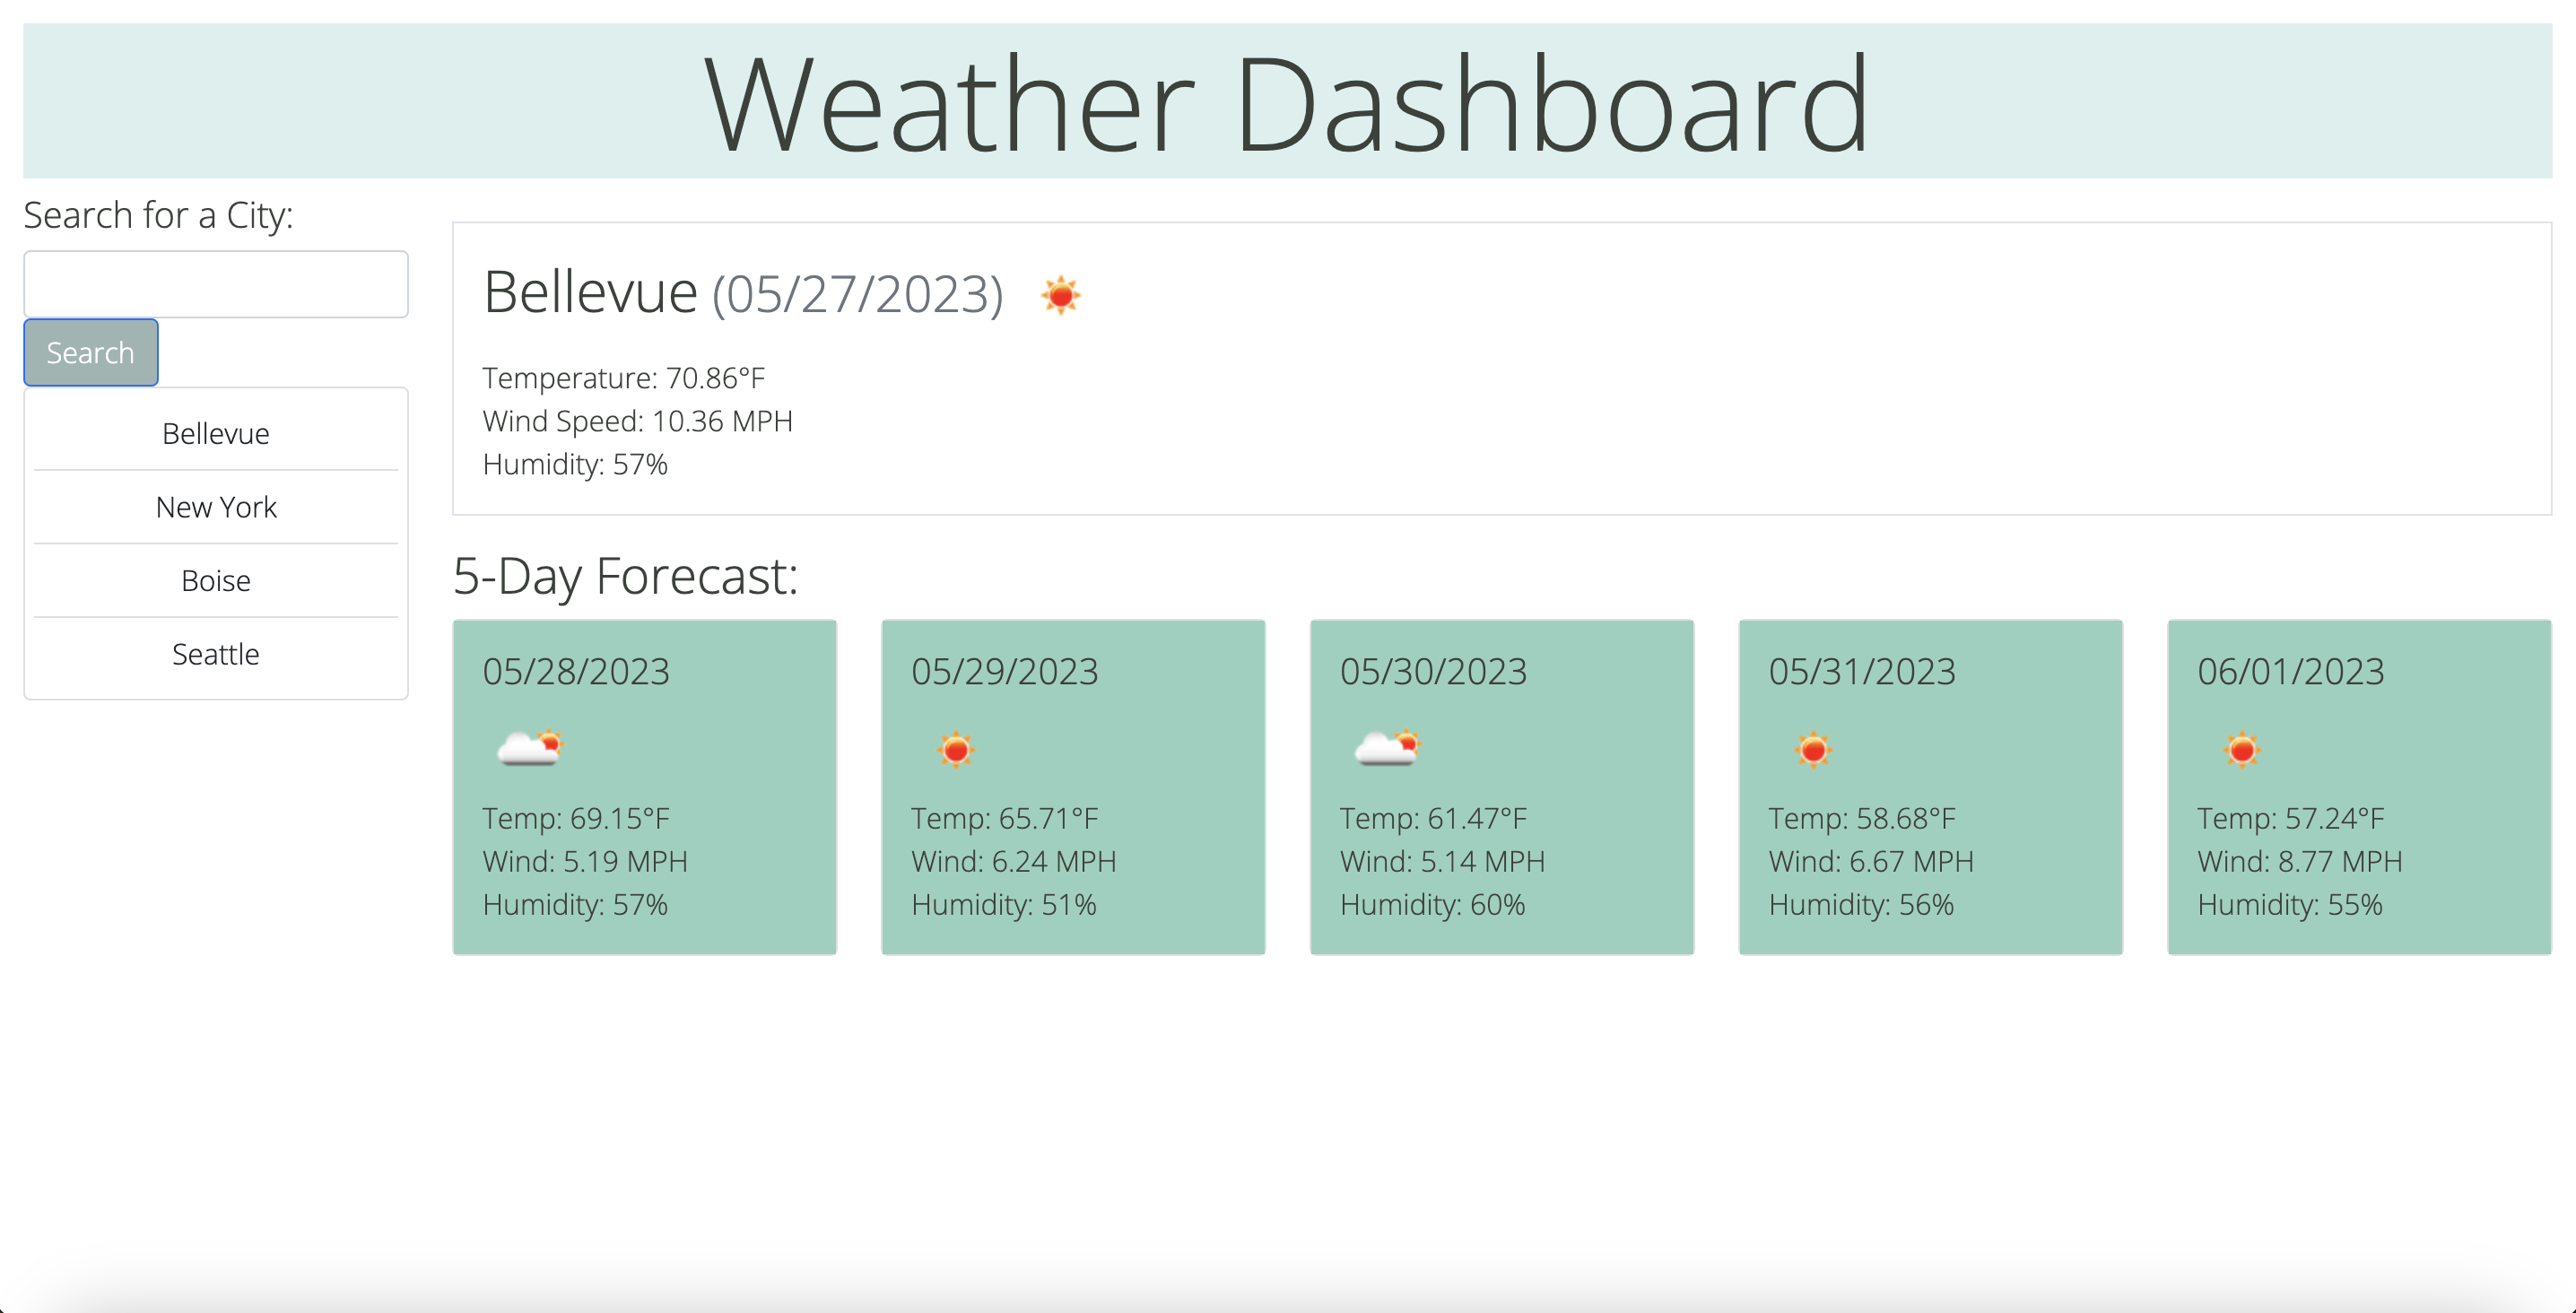 Weather Dashboard
Search for a City:
Search
Bellevue
New York
Boise
Seattle
Bellevue (05/27/2023)
Temperature: 70.86°F
Wind Speed: 10.36 MPH
Humidity: 57%
5-Day Forecast:
05/28/2023
Temp: 69.15°F
Wind: 5.19 MPH
Humidity: 57%
05/29/2023
Temp: 65.71°F
Wind: 6.24 MPH
Humidity: 51%
05/30/2023
Temp: 61.47°F
Wind: 5.14 MPH
Humidity: 60%
05/31/2023
Temp: 58.68°F
Wind: 6.67 MPH
Humidity: 56%
06/01/2023
Temp: 57.24°F
Wind: 8.77 MPH
Humidity: 55%